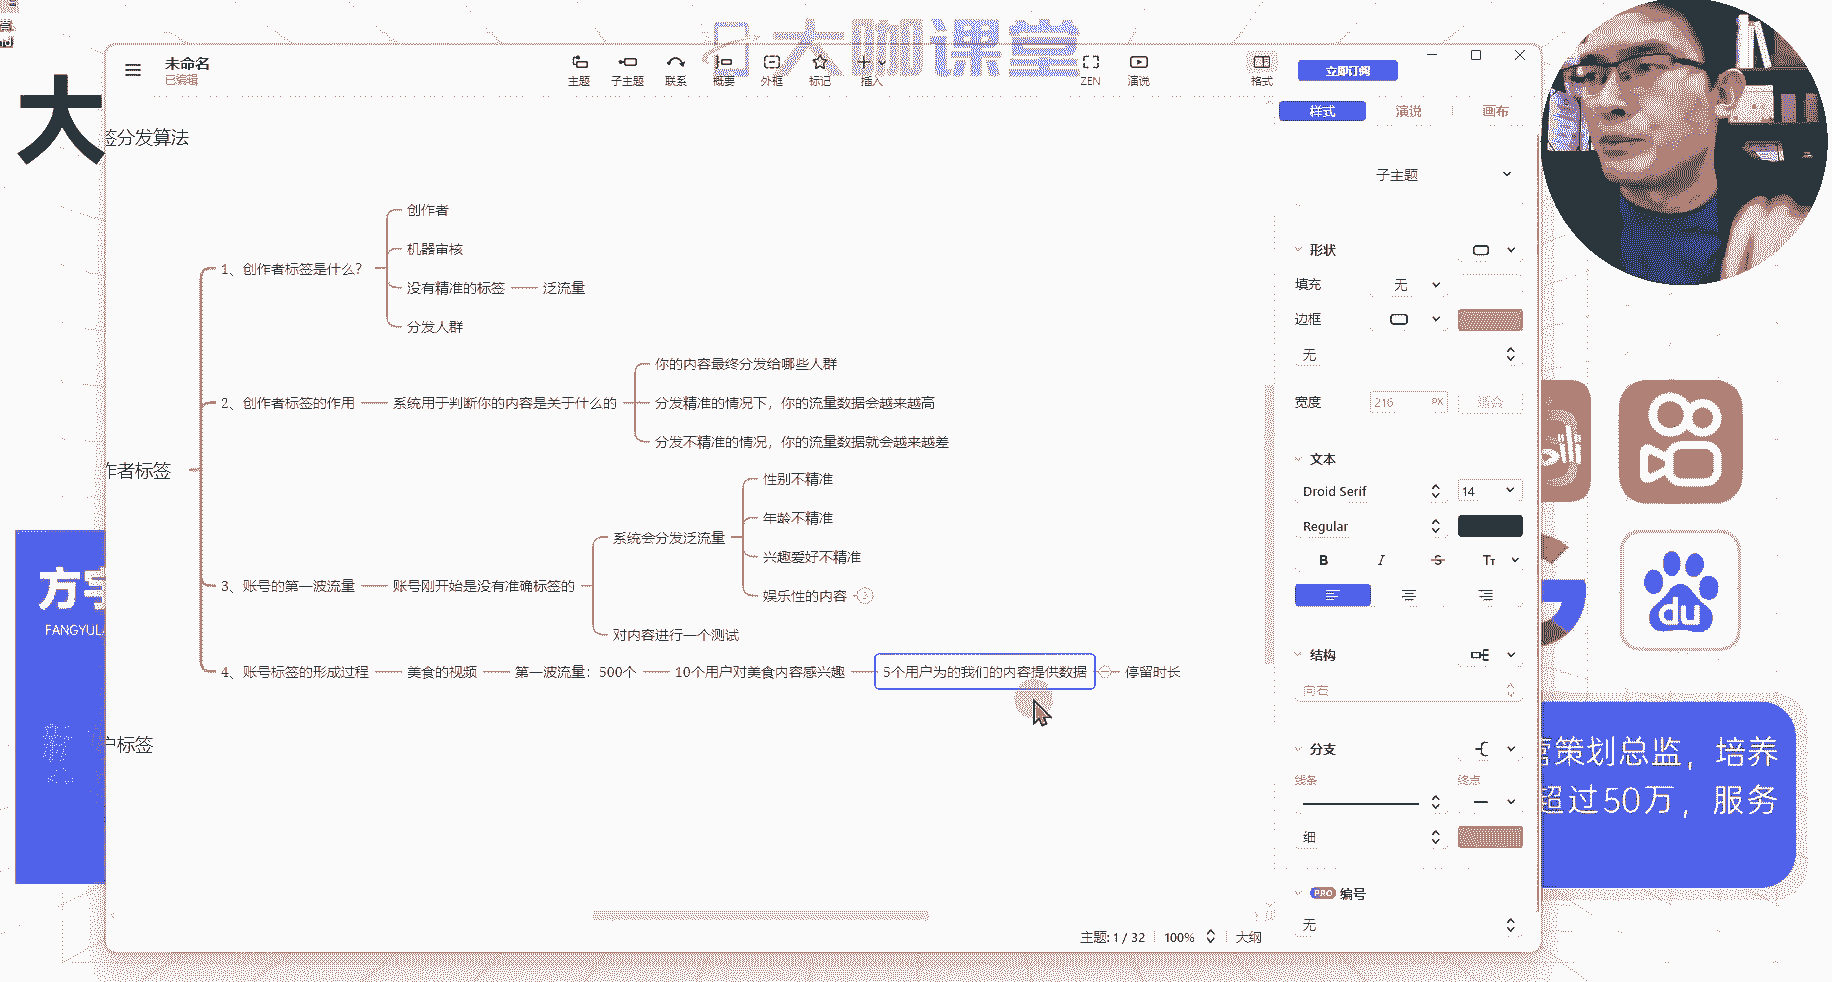 大聊课堂
大
未命名
已编辑
主题
子主题
联系
概要
外框
标记
插入
ZEN
演说
格式
立即订阅
样式
演说
画布
签分发算法
子主题
创作者
机器审核
1、创作者标签是什么?
没有精准的标签
泛流量
分发人群
形状
填充
无
边框
无
你的内容最终分发给哪些人群
2、创作者标签的作用
系统用于判断你的内容是关于什么的
分发精准的情况下，你的流量数据会越来越高
分发不精准的情况，你的流量数据就会越来越差
宽度
216
PX
适合
作者标签
文本
Droid Serif
14
Regular
B
I
S
Tт
性别不精准
年龄不精准
系统会分发泛流量
兴趣爱好不精准
娱乐性的内容
3、账号的第一波流量
账号刚开始是没有准确标签的
对内容进行一个测试
4、账号标签的形成过程
美食的视频
第一波流量：500个
10个用户对美食内容感兴趣
5个用户为的我们的内容提供数据
停留时长
结构
向右
户标签
分支
线条
终点
细
PRO
编号
无
主题: 1 / 32
100%
大纲
方宇
FANGYUL
du
营策划总监，培养
超过50万，服务